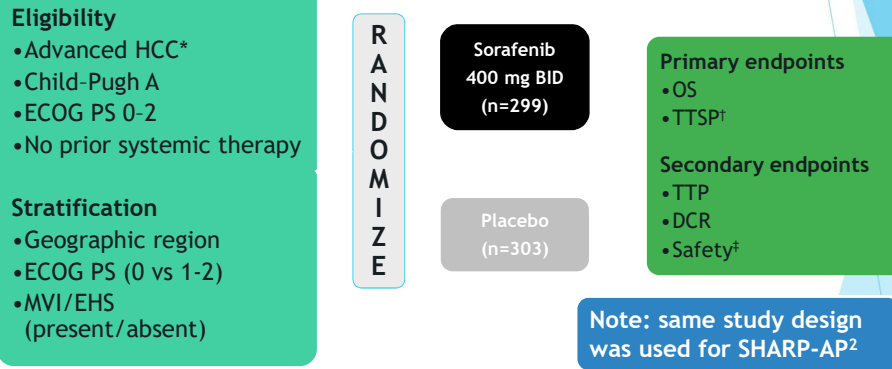 Eligibility
•Advanced HCC*
•Child–Pugh A
•ECOG PS 0–2
•No prior systemic therapy
Stratification
•Geographic region
•ECOG PS (0 vs 1-2)
•MVI/EHS
(present/absent)
R
A
N
D
O
M
I
Z
E
Sorafenib
400 mg BID
(n=299)
Placebo
(n=303)
Primary endpoints
•OS
•TTSP†
Secondary endpoints
•TTP
•DCR
•Safety‡
Note: same study design
was used for SHARP-AP²